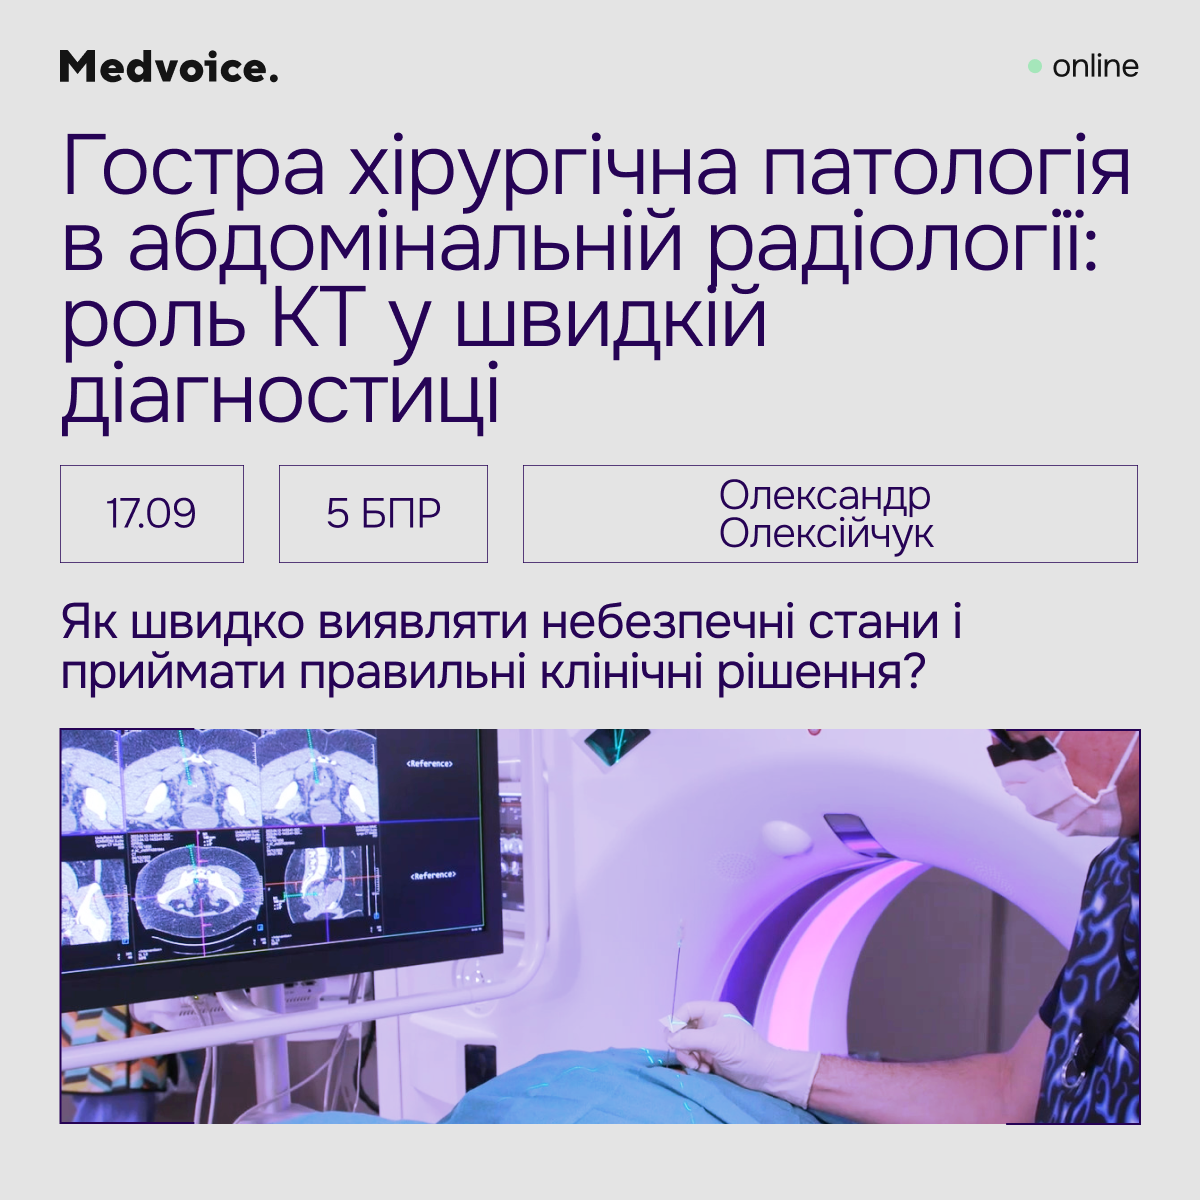 Medvoice.
online
Гостра хірургічна патологія
в абдомінальній радіології:
роль КТ у швидкій
діагностиці
17.09
5 БПР
Олександр
Олексійчук
Як швидко виявляти небезпечні стани і
приймати правильні клінічні рішення?
<Reference>
<Reference>